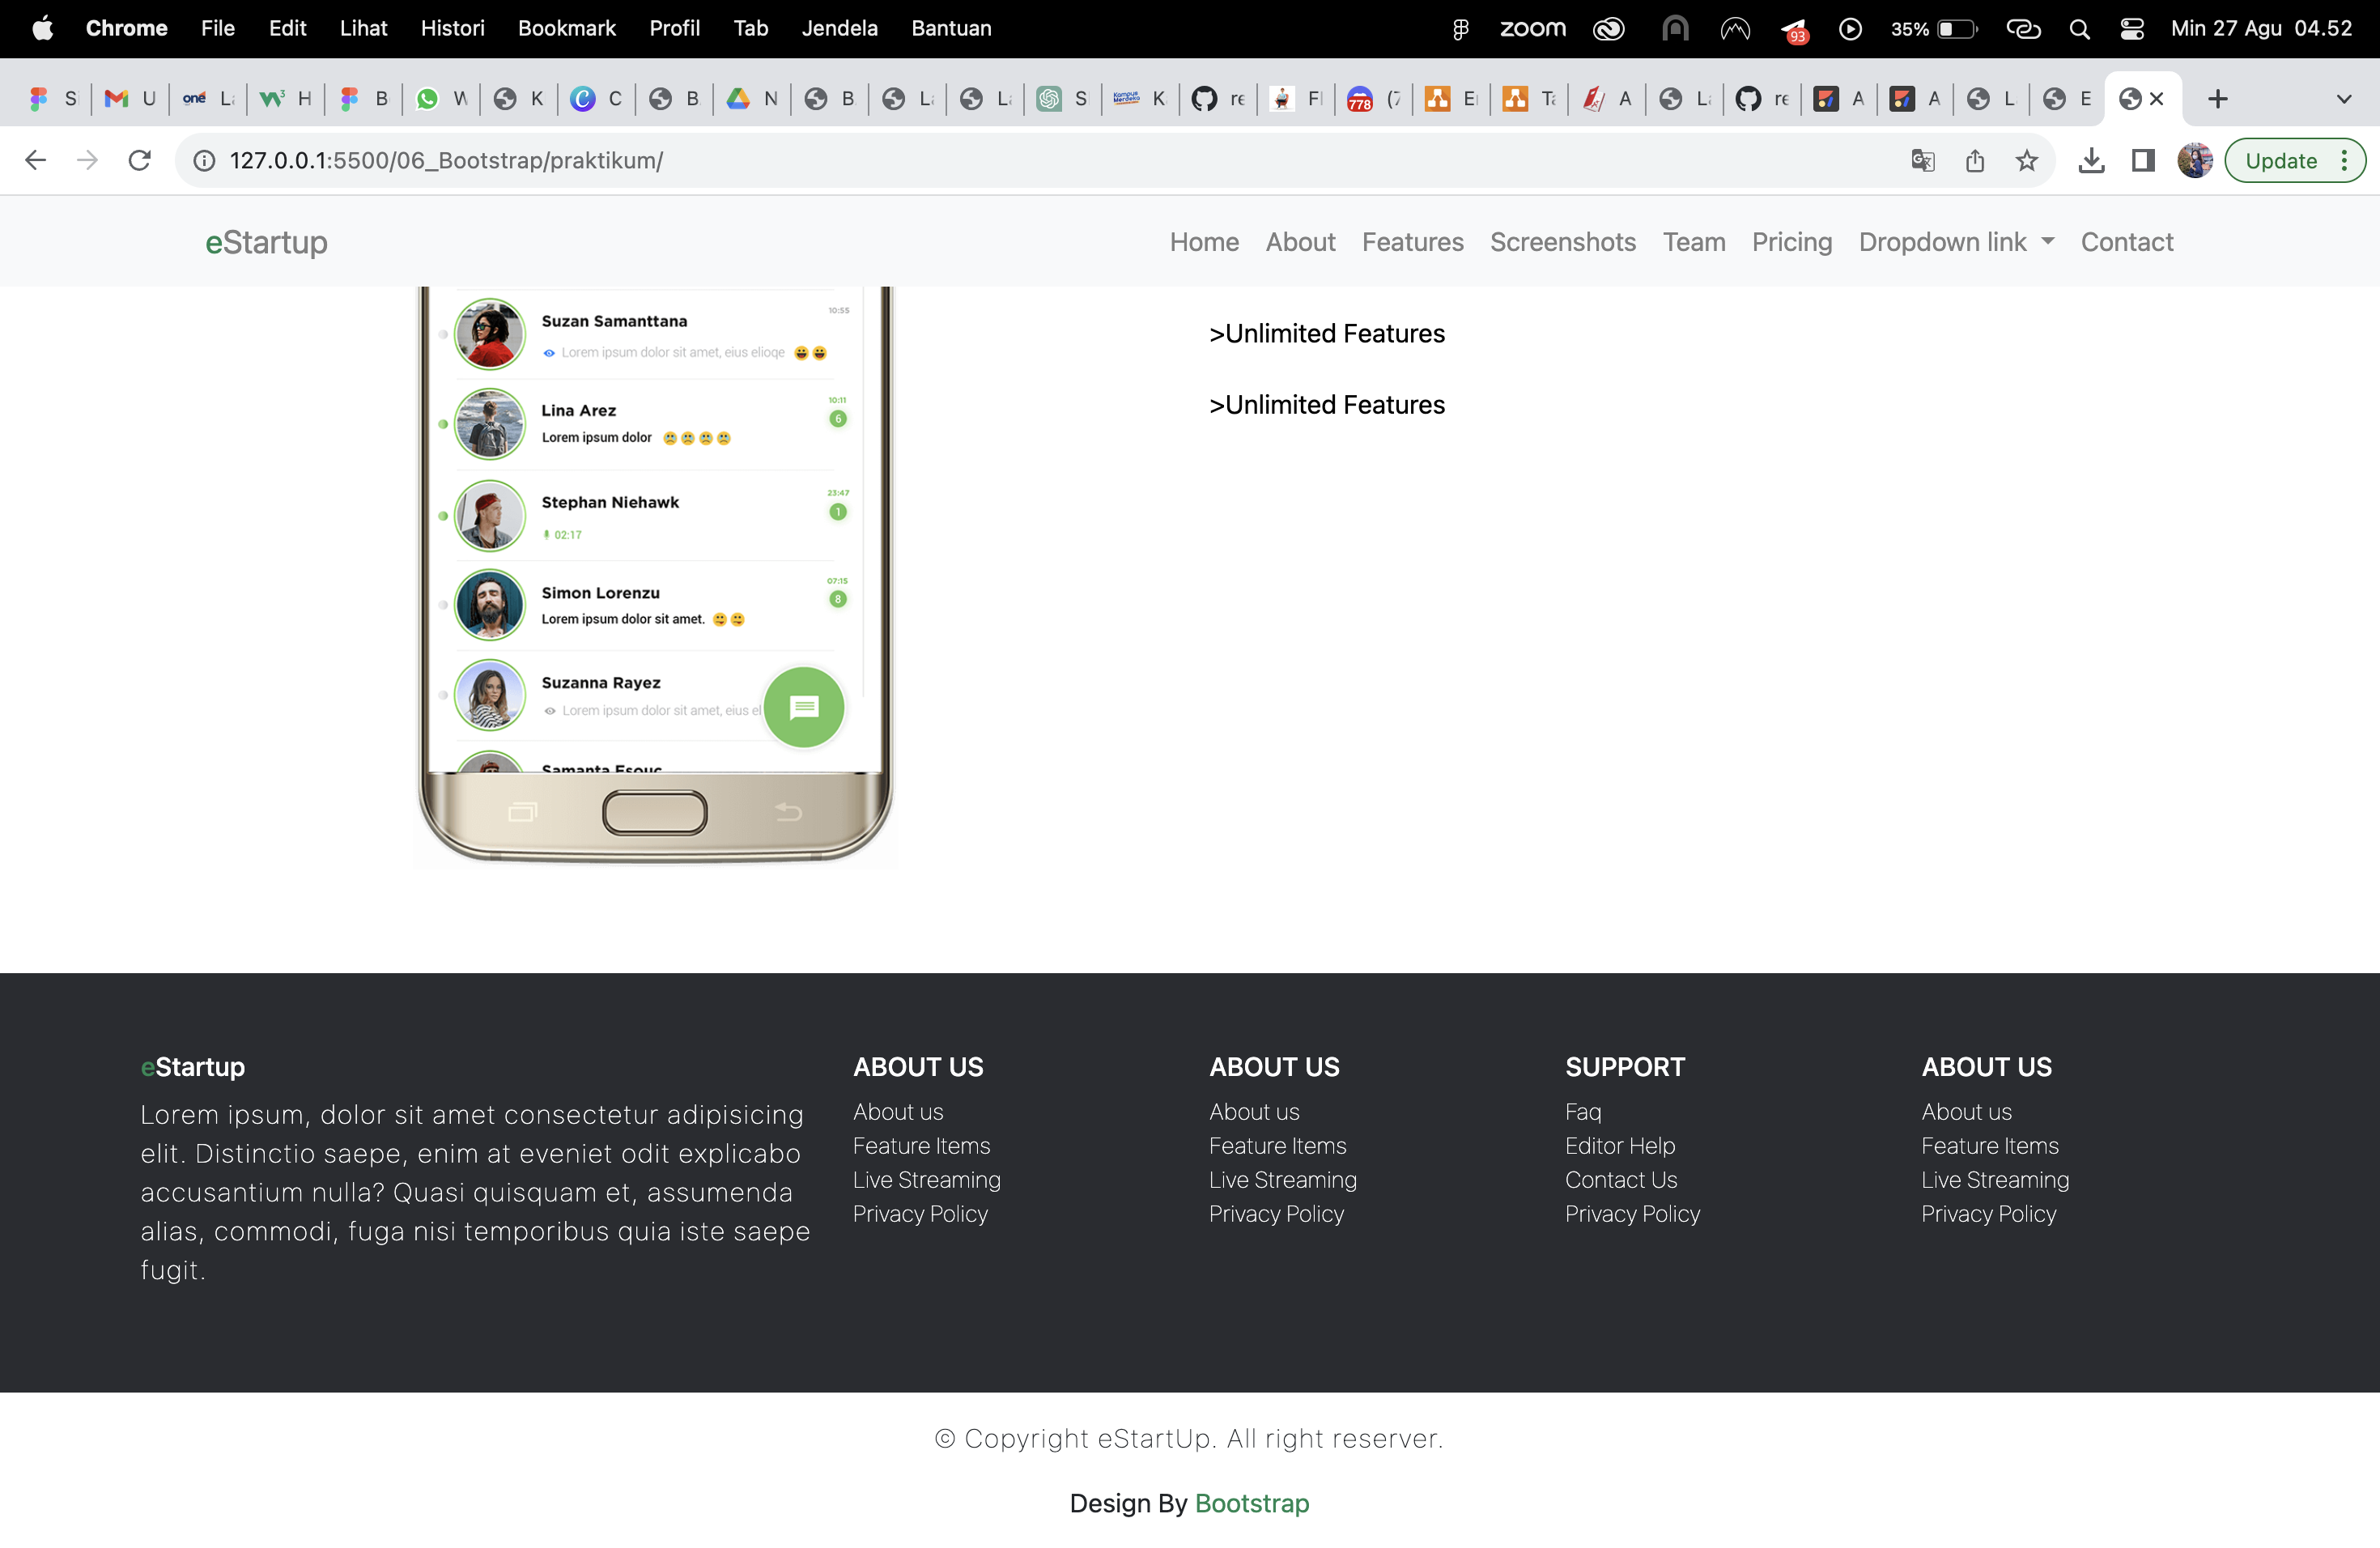 Chrome File Edit Lihat Histori Bookmark Profil Tab Jendela Bantuan zoom 93 35% Min 27 Agu 04.52
S U one L H B W K C B N B L L S Kampus Merdeka K re F 778 (7 E T A L re A A L E
127.0.0.1:5500/06_Bootstrap/praktikum/ Update
eStartup Home About Features Screenshots Team Pricing Dropdown link Contact
Suzan Samanttana 10:55
Lorem ipsum dolor sit amet, eius elioqe 😀😀
Lina Arez 10:11
Lorem ipsum dolor 😢😢😢😢 6
Stephan Niehawk 23:47
1
02:17
Simon Lorenzu 07:15
Lorem ipsum dolor sit amet. 😋😋 8
Suzanna Rayez
Lorem ipsum dolor sit amet, eius el
Samanta Esouc
>Unlimited Features
>Unlimited Features
eStartup
Lorem ipsum, dolor sit amet consectetur adipisicing
elit. Distinctio saepe, enim at eveniet odit explicabo
accusantium nulla? Quasi quisquam et, assumenda
alias, commodi, fuga nisi temporibus quia iste saepe
fugit.
ABOUT US
About us
Feature Items
Live Streaming
Privacy Policy
ABOUT US
About us
Feature Items
Live Streaming
Privacy Policy
SUPPORT
Faq
Editor Help
Contact Us
Privacy Policy
ABOUT US
About us
Feature Items
Live Streaming
Privacy Policy
© Copyright eStartUp. All right reserver.
Design By Bootstrap